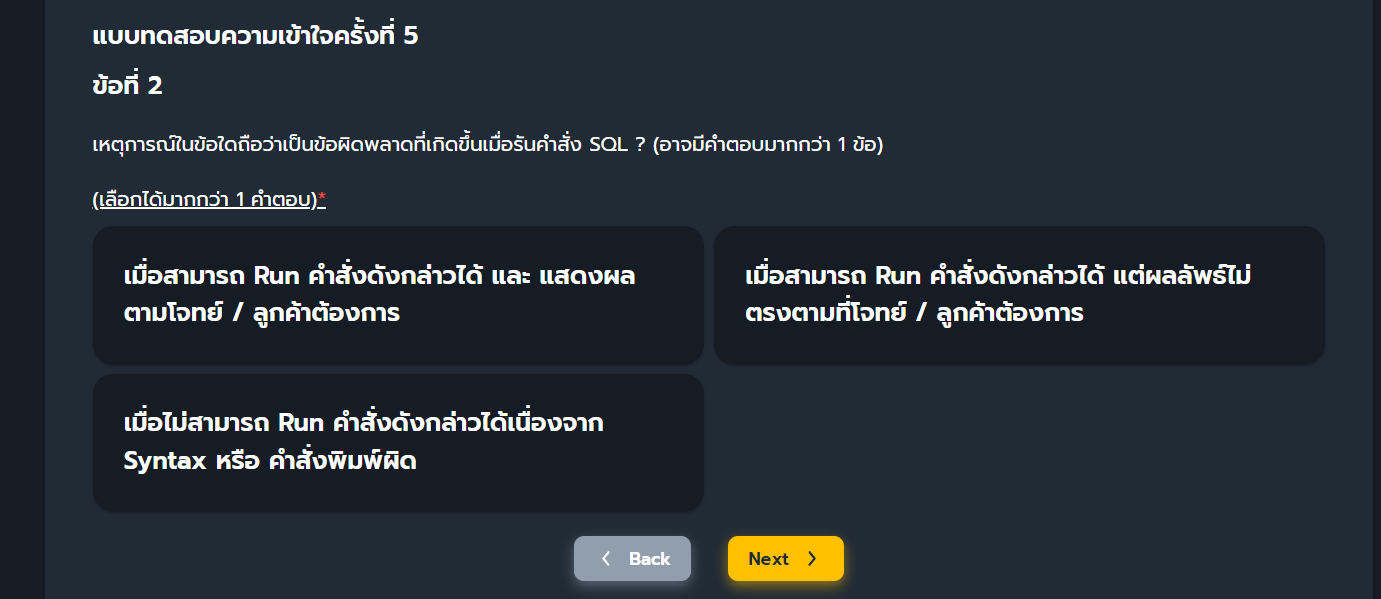 แบบทดสอบความเข้าใจครั้งที่ 5
ข้อที่ 2
เหตุการณ์ในข้อใดถือว่าเป็นข้อผิดพลาดที่เกิดขึ้นเมื่อรันคำสั่ง SQL ? (อาจมีคำตอบมากกว่า 1 ข้อ)
(เลือกได้มากกว่า 1 คำตอบ)*
เมื่อสามารถ Run คำสั่งดังกล่าวได้ และ แสดงผล
ตามโจทย์ / ลูกค้าต้องการ
เมื่อสามารถ Run คำสั่งดังกล่าวได้ แต่ผลลัพธ์ไม่
ตรงตามที่โจทย์ / ลูกค้าต้องการ
เมื่อไม่สามารถ Run คำสั่งดังกล่าวได้เนื่องจาก
Syntax หรือ คำสั่งพิมพ์ผิด
Back
Next